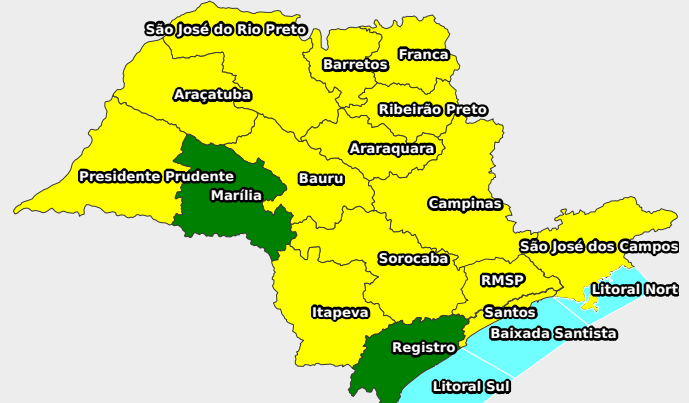 São José do Rio Preto
Franca
Barretos
Araçatuba
Ribeirão Preto
Araraquara
Presidente Prudente
Bauru
Marília
Campinas
São José dos Campos
Sorocaba
RMSP
Litoral Nort
Itapeva
Santos
Baixada Santista
Registro
Litoral Sul